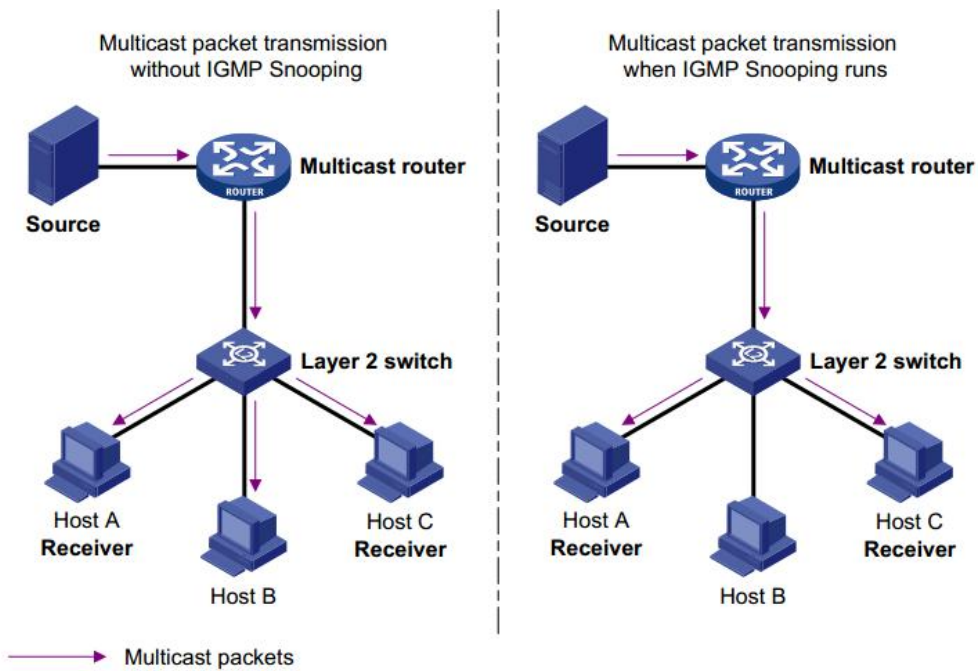 Multicast packet transmission
without IGMP Snooping
Source
ROUTER
Multicast router
Layer 2 switch
Host A
Receiver
Host B
Host C
Receiver
Multicast packet transmission
when IGMP Snooping runs
Source
ROUTER
Multicast router
Layer 2 switch
Host A
Receiver
Host B
Host C
Receiver
Multicast packets